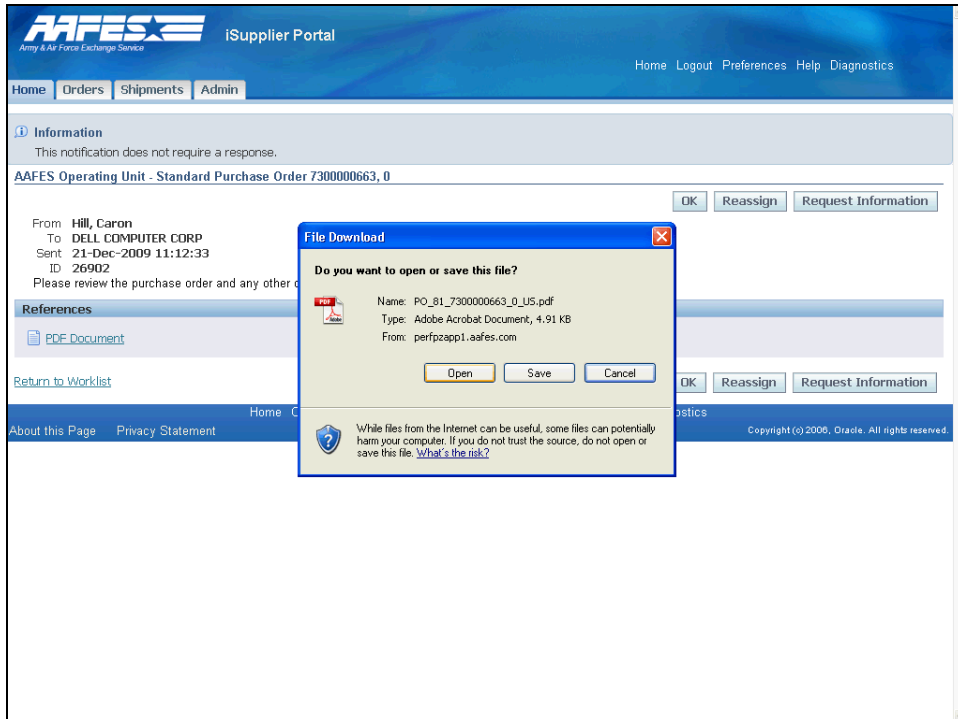 AAFES
Army & Air Force Exchange Service
iSupplier Portal
Home Logout Preferences Help Diagnostics
Home Orders Shipments Admin
Information
This notification does not require a response.
AAFES Operating Unit - Standard Purchase Order 7300000663, 0
OK Reassign Request Information
From Hill, Caron
To DELL COMPUTER CORP
Sent 21-Dec-2009 11:12:33
ID 26902
Please review the purchase order and any other
References
PDF Document
File Download
Do you want to open or save this file?
PDF
Adobe
Name: PO_81_7300000663_0_US.pdf
Type: Adobe Acrobat Document, 4.91 KB
From: perfpzapp1.aafes.com
Open Save Cancel
While files from the Internet can be useful, some files can potentially
harm your computer. If you do not trust the source, do not open or
save this file. What's the risk?
Return to Worklist
OK Reassign Request Information
Home
ostics
About this Page Privacy Statement
Copyright (c) 2006, Oracle. All rights reserved.